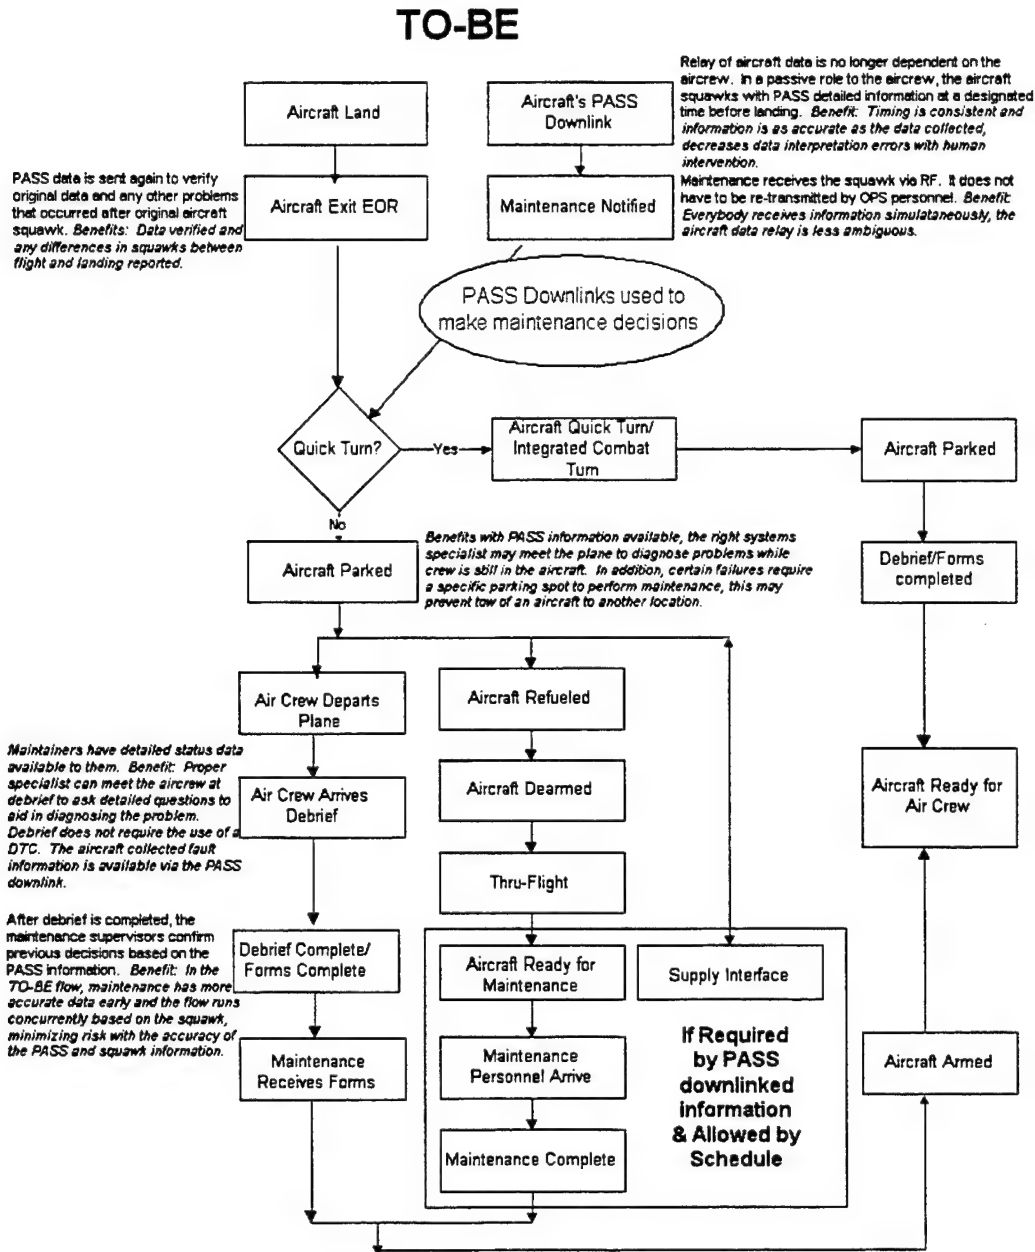 TO-BE
Aircraft Land
Aircraft's PASS
Downlink
Relay of aircraft data is no longer dependent on the
aircrew. In a passive role to the aircrew, the aircraft
squawks with PASS detailed information at a designated
time before landing. Benefit: Timing is consistent and
information is as accurate as the data collected,
decreases data interpretation errors with human
intervention.
PASS data is sent again to verify
original data and any other problems
that occurred after original aircraft
squawk. Benefits: Data verified and
any differences in squawks between
flight and landing reported.
Aircraft Exit EOR
Maintenance Notified
Maintenance receives the squawk via RF. It does not
have to be re-transmitted by OPS personnel. Benefit:
Everybody receives information simulataneously, the
aircraft data relay is less ambiguous.
PASS Downlinks used to
make maintenance decisions
Quick Turn?
Yes
Aircraft Quick Turn/
Integrated Combat
Turn
Aircraft Parked
No
Aircraft Parked
Benefits with PASS information available, the right systems
specialist may meet the plane to diagnose problems while
crew is still in the aircraft. In addition, certain failures require
a specific parking spot to perform maintenance, this may
prevent tow of an aircraft to another location.
Debrief/Forms
completed
Air Crew Departs
Plane
Aircraft Refueled
Maintainers have detailed status data
available to them. Benefit: Proper
specialist can meet the aircrew at
debrief to ask detailed questions to
aid in diagnosing the problem.
Debrief does not require the use of a
DTC. The aircraft collected fault
information is available via the PASS
downlink.
Air Crew Arrives
Debrief
Aircraft Dearmed
Aircraft Ready for
Air Crew
Thru-Flight
After debrief is completed, the
maintenance supervisors confirm
previous decisions based on the
PASS information. Benefit: In the
TO-BE flow, maintenance has more
accurate data early and the flow runs
concurrently based on the squawk,
minimizing risk with the accuracy of
the PASS and squawk information.
Debrief Complete/
Forms Complete
Aircraft Ready for
Maintenance
Supply Interface
Maintenance
Receives Forms
Maintenance
Personnel Arrive
If Required
by PASS
downlinked
information
& Allowed by
Schedule
Aircraft Armed
Maintenance Complete